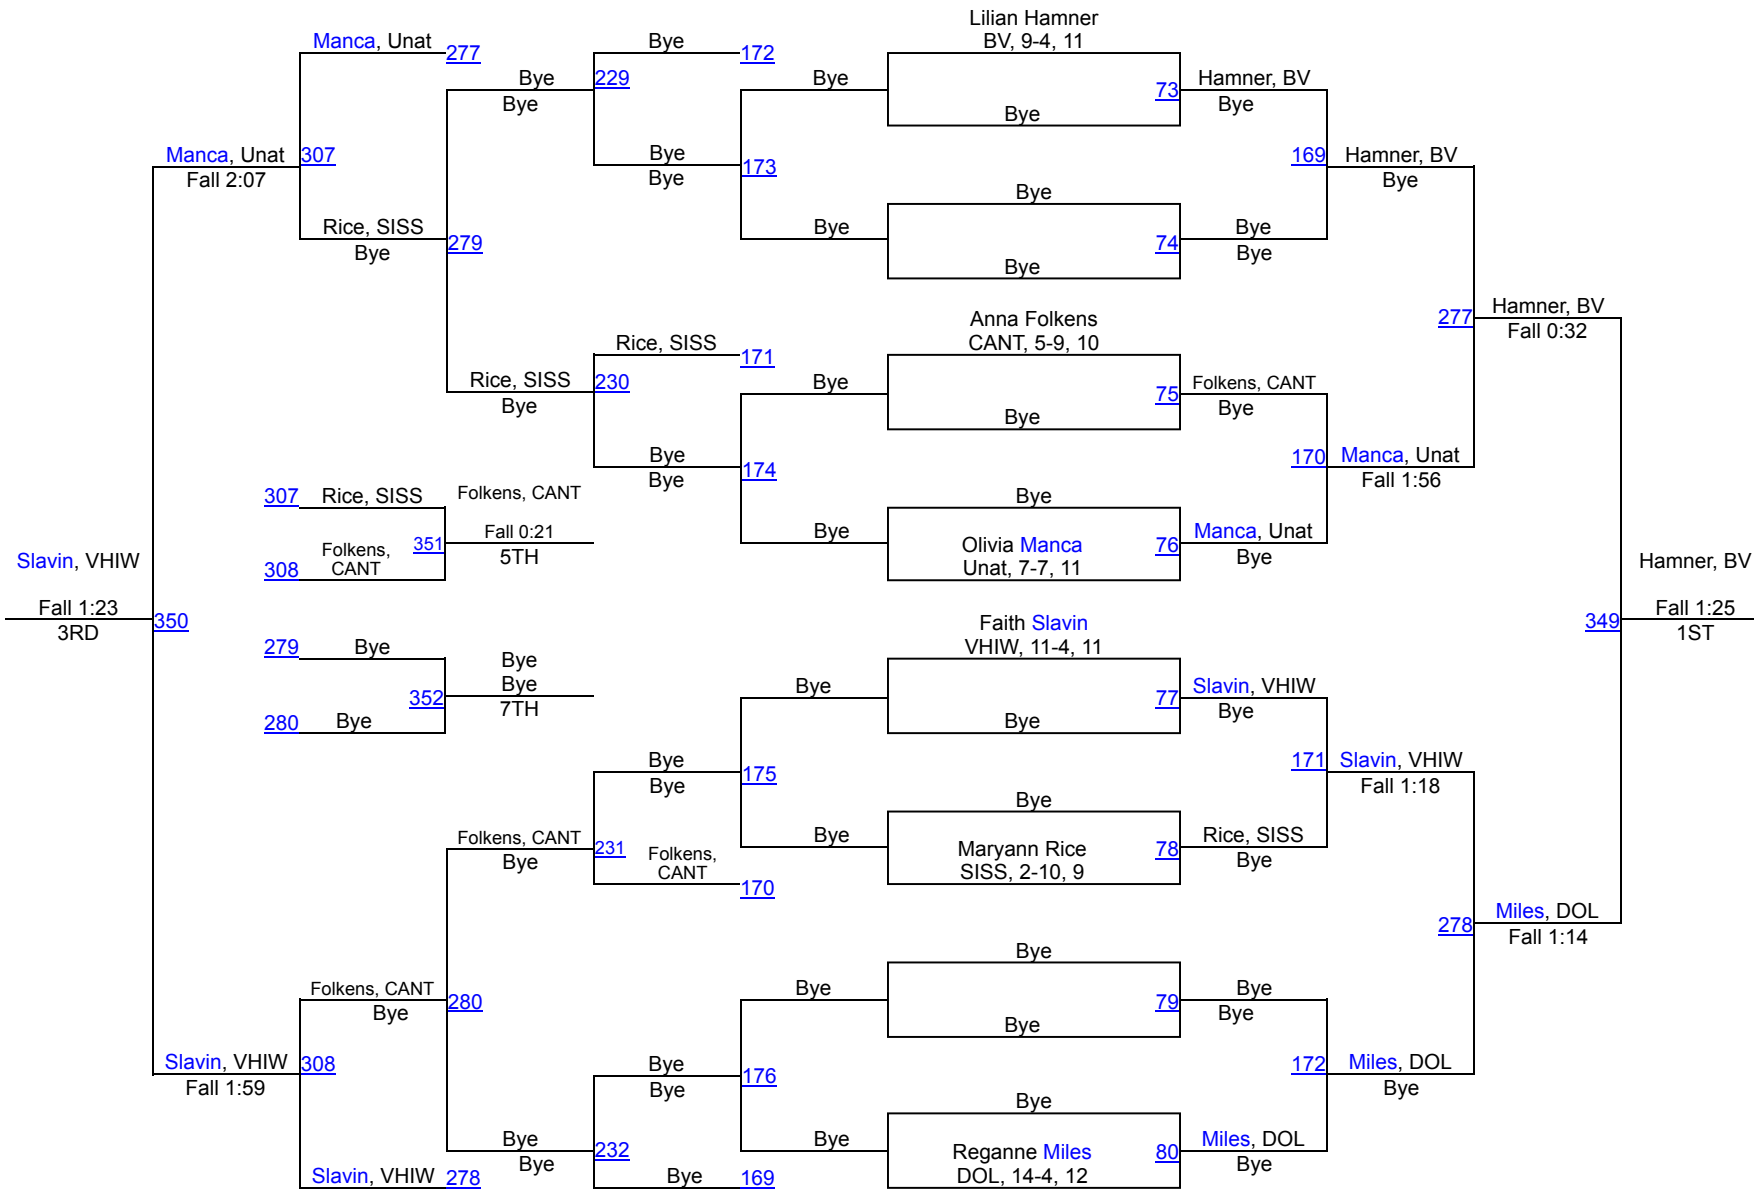 Lilian Hamner
BV, 9-4, 11
Manca, Unat
277
Bye
172
Bye
229
Bye
73
Hamner, BV
Bye
Bye
Bye
Manca, Unat
307
Fall 2:07
Bye
173
Bye
169
Hamner, BV
Bye
Bye
Rice, SISS
279
Bye
Bye
74
Bye
Bye
Bye
Anna Folkens
CANT, 5-9, 10
277
Hamner, BV
Fall 0:32
Rice, SISS
171
Rice, SISS
230
Bye
Bye
75
Folkens, CANT
Bye
Bye
Bye
174
Bye
170
Manca, Unat
Fall 1:56
307
Rice, SISS
Folkens, CANT
Bye
351
Fall 0:21
5TH
Folkens,
CANT
308
Bye
Olivia Manca
Unat, 7-7, 11
76
Manca, Unat
Bye
Slavin, VHIW
Fall 1:23
3RD
350
Hamner, BV
349
Fall 1:25
1ST
Faith Slavin
VHIW, 11-4, 11
279
Bye
Bye
Bye
7TH
352
280
Bye
Bye
77
Slavin, VHIW
Bye
Bye
Bye
175
Bye
171
Slavin, VHIW
Fall 1:18
Bye
Folkens, CANT
231
Bye
Folkens,
CANT
170
Bye
Maryann Rice
SISS, 2-10, 9
78
Rice, SISS
Bye
278
Miles, DOL
Fall 1:14
Bye
Folkens, CANT
280
Bye
Bye
79
Bye
Bye
Bye
Slavin, VHIW
308
Fall 1:59
Bye
176
Bye
172
Miles, DOL
Bye
Bye
Bye
232
Bye
Bye
Reganne Miles
DOL, 14-4, 12
80
Miles, DOL
Bye
Slavin, VHIW
278
Bye
169